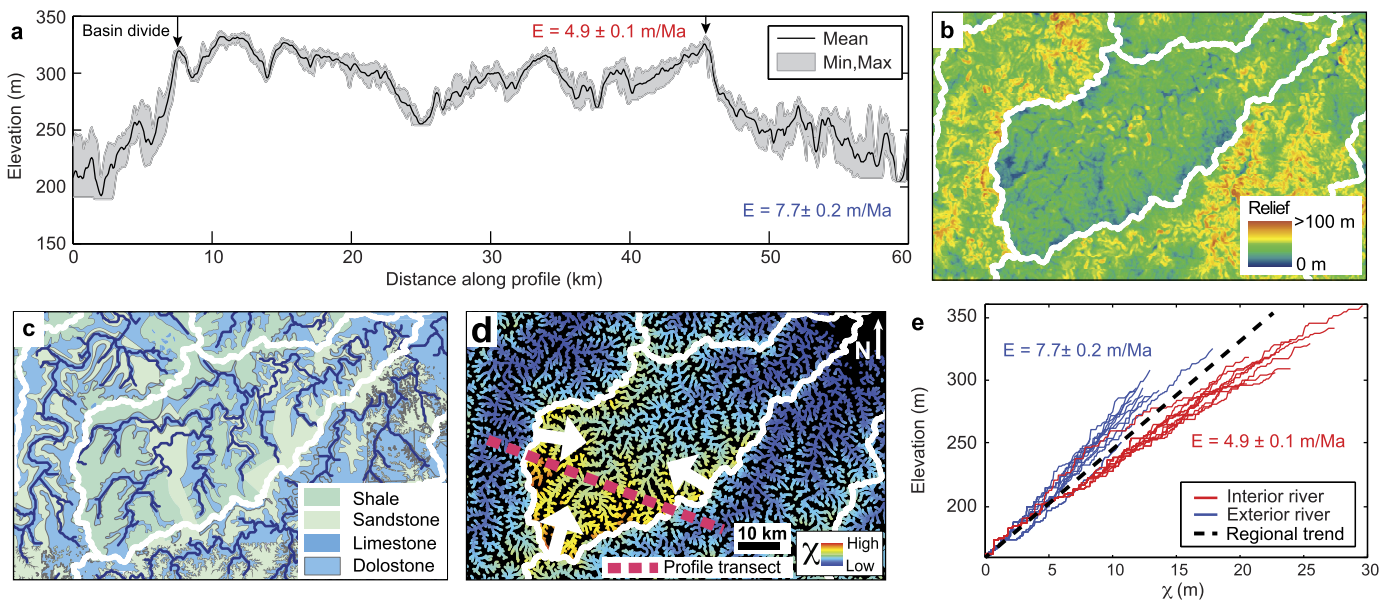 a
350
300
250
200
150
Elevation (m)
Basin divide
E = 4.9 ± 0.1 m/Ma
Mean
Min,Max
E = 7.7± 0.2 m/Ma
0
10
20
30
40
50
60
Distance along profile (km)
b
Relief
>100 m
0 m
c
Shale
Sandstone
Limestone
Dolostone
d
N
10 km
Profile transect
χ
High
Low
e
350
300
250
200
Elevation (m)
E = 7.7± 0.2 m/Ma
E = 4.9 ± 0.1 m/Ma
Interior river
Exterior river
Regional trend
0
5
10
15
20
25
30
χ (m)